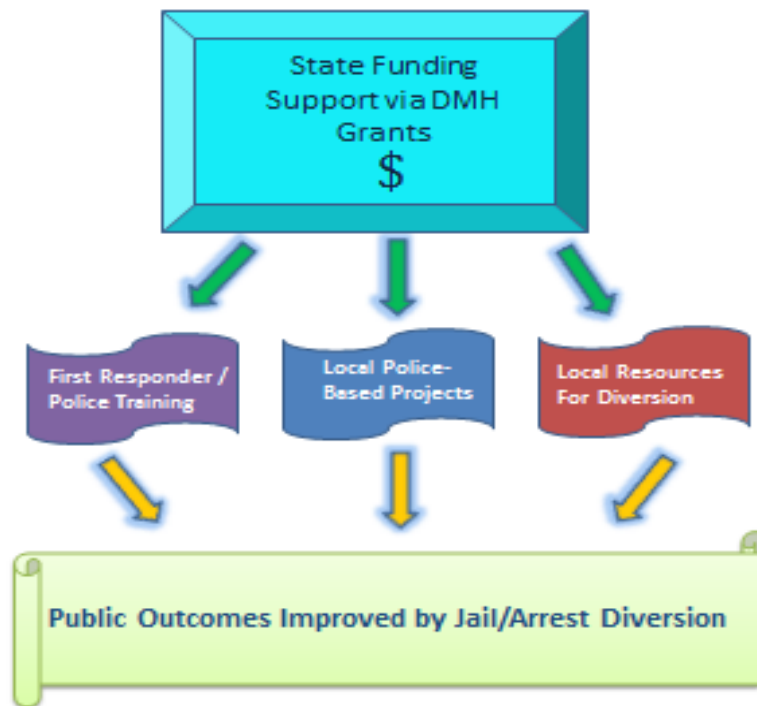 State Funding
Support via DMH
Grants
$
First Responder /
Police Training
Local Police-
Based Projects
Local Resources
For Diversion
Public Outcomes Improved by Jail/Arrest Diversion